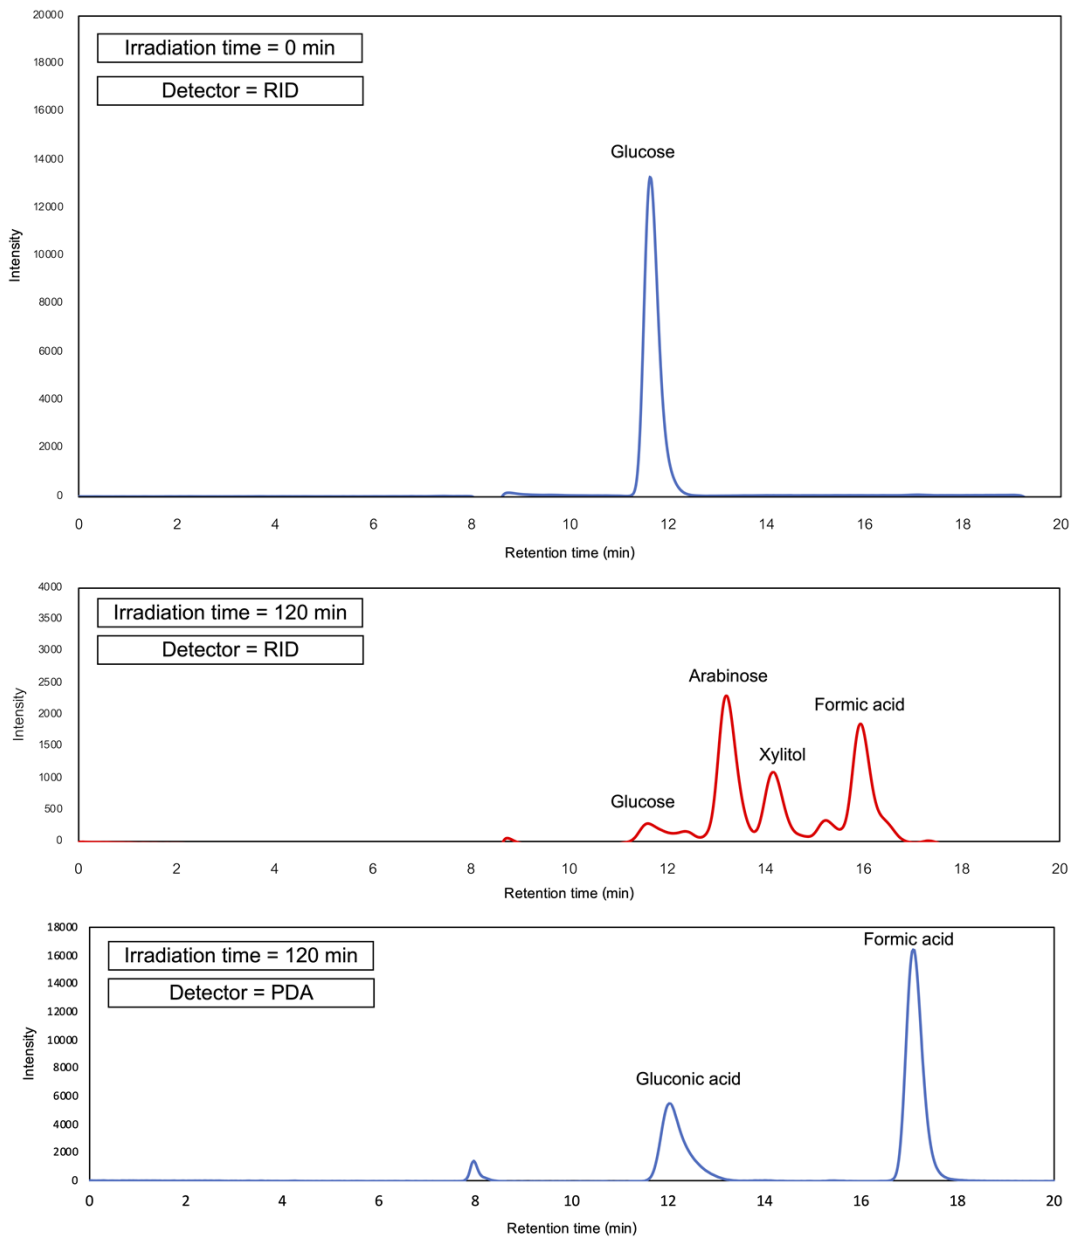 20000
Irradiation time = 0 min
18000
Detector = RID
16000
14000
Glucose
12000
10000
Intensity
8000
6000
4000
2000
0
0 2 4 6 8 10 12 14 16 18 20
Retention time (min)
4000
Irradiation time = 120 min
3500
Detector = RID
3000
2500
Arabinose
Formic acid
2000
Intensity
1500
Xylitol
1000
Glucose
500
0
0 2 4 6 8 10 12 14 16 18 20
Retention time (min)
18000
Formic acid
Irradiation time = 120 min
16000
14000
Detector = PDA
12000
10000
Intensity
8000
Gluconic acid
6000
4000
2000
0
0 2 4 6 8 10 12 14 16 18 20
Retention time (min)